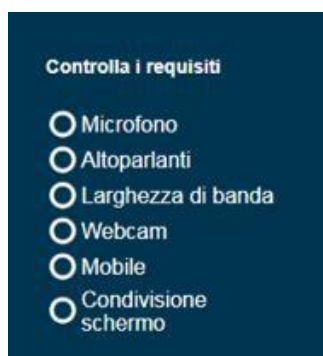 Controlla i requisiti
Microfono
Altoparlanti
Larghezza di banda
Webcam
Mobile
Condivisione
schermo